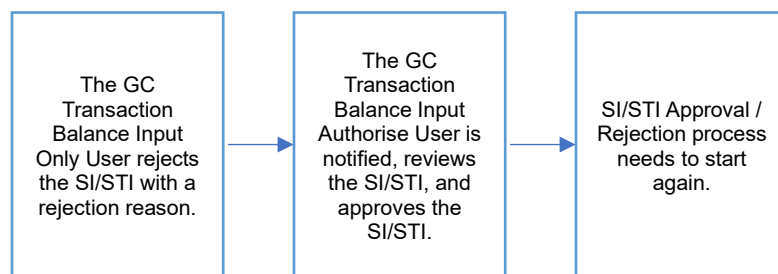 The GC
Transaction
Balance Input
Only User rejects
the SI/STI with a
rejection reason.
The GC
Transaction
Balance Input
Authorise User is
notified, reviews
the SI/STI, and
approves the
SI/STI.
SI/STI Approval /
Rejection process
needs to start
again.